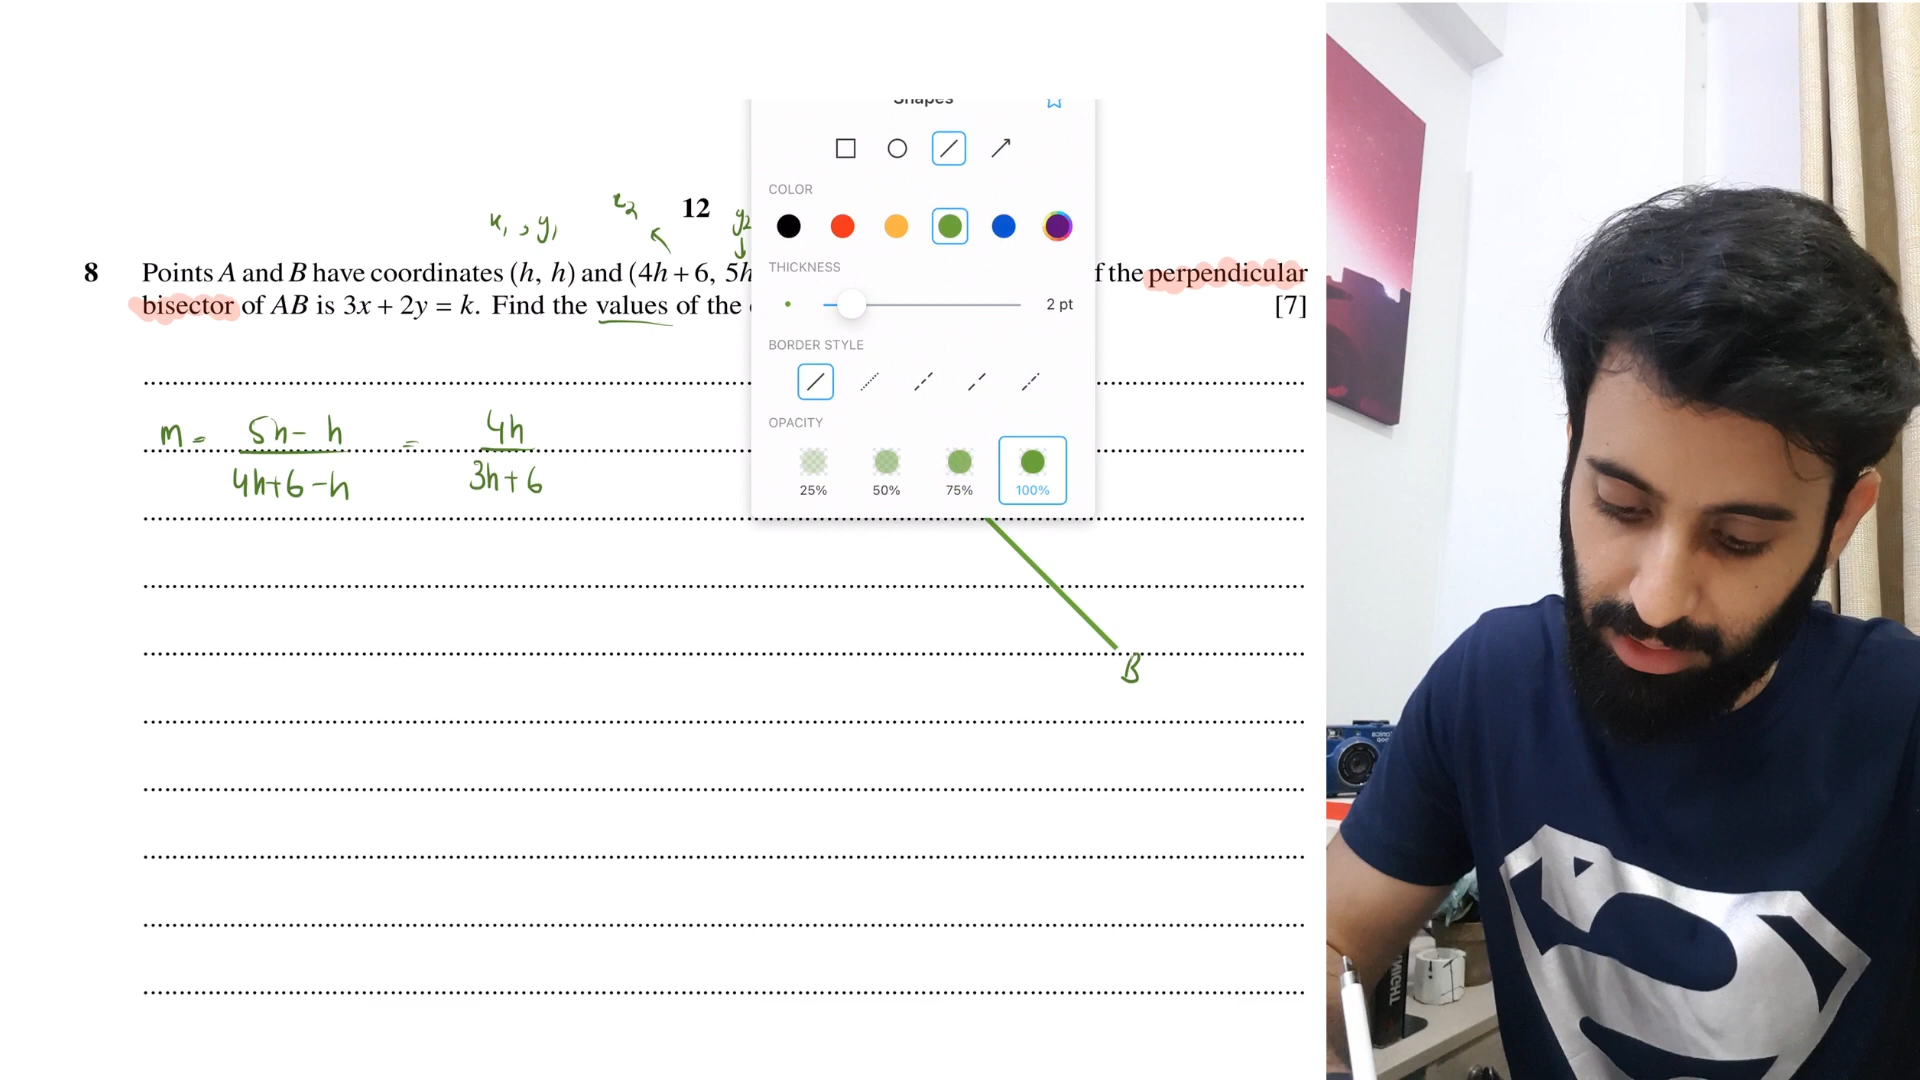 Shapes
COLOR
THICKNESS
2 pt
BORDER STYLE
OPACITY
25% 50% 75% 100%
12
x1, y1
x2
y2
8 Points A and B have coordinates (h, h) and (4h + 6, 5h
f the perpendicular
bisector of AB is 3x + 2y = k. Find the values of the
[7]
m = 5h - h / 4h+6-h = 4h / 3h+6
B